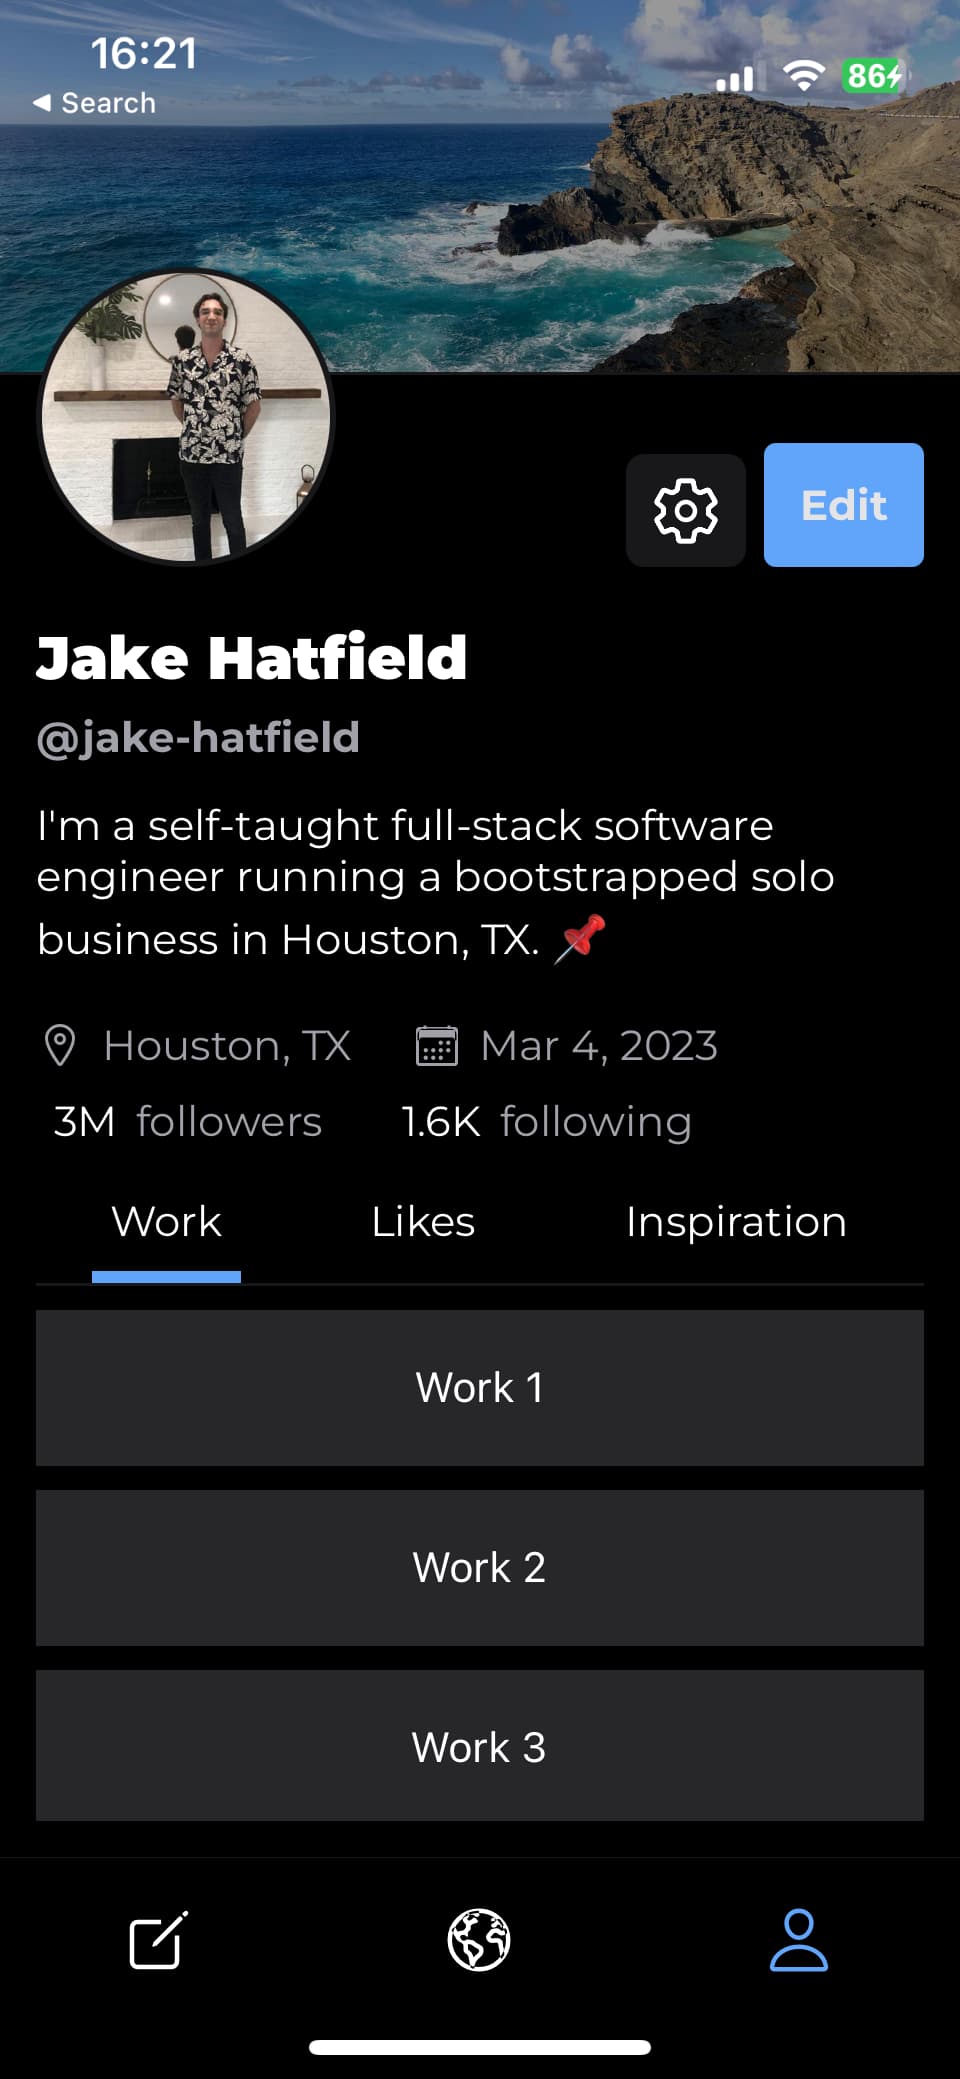 16:21
86
◀ Search
Edit
Jake Hatfield
@jake-hatfield
I'm a self-taught full-stack software
engineer running a bootstrapped solo
business in Houston, TX. 📌
Houston, TX Mar 4, 2023
3M followers 1.6K following
Work Likes Inspiration
Work 1
Work 2
Work 3